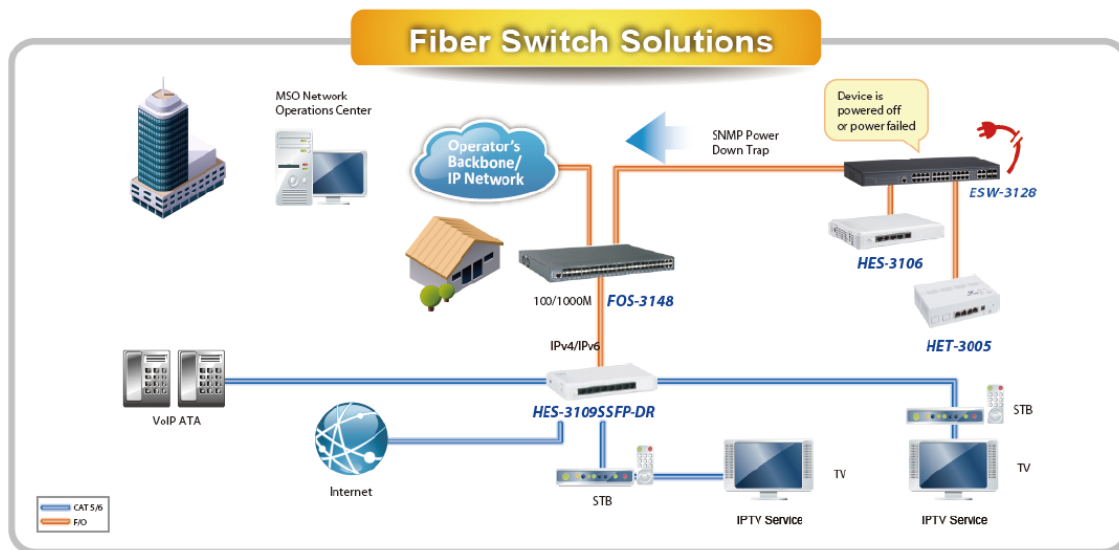 Fiber Switch Solutions
MSO Network
Operations Center
Operator's
Backbone/
IP Network
SNMP Power
Down Trap
Device is
powered off
or power failed
ESW-3128
HES-3106
HET-3005
100/1000M
FOS-3148
IPv4/IPv6
HES-3109SSFP-DR
VoIP ATA
Internet
STB
TV
IPTV Service
STB
TV
IPTV Service
CAT 5/6
F/O